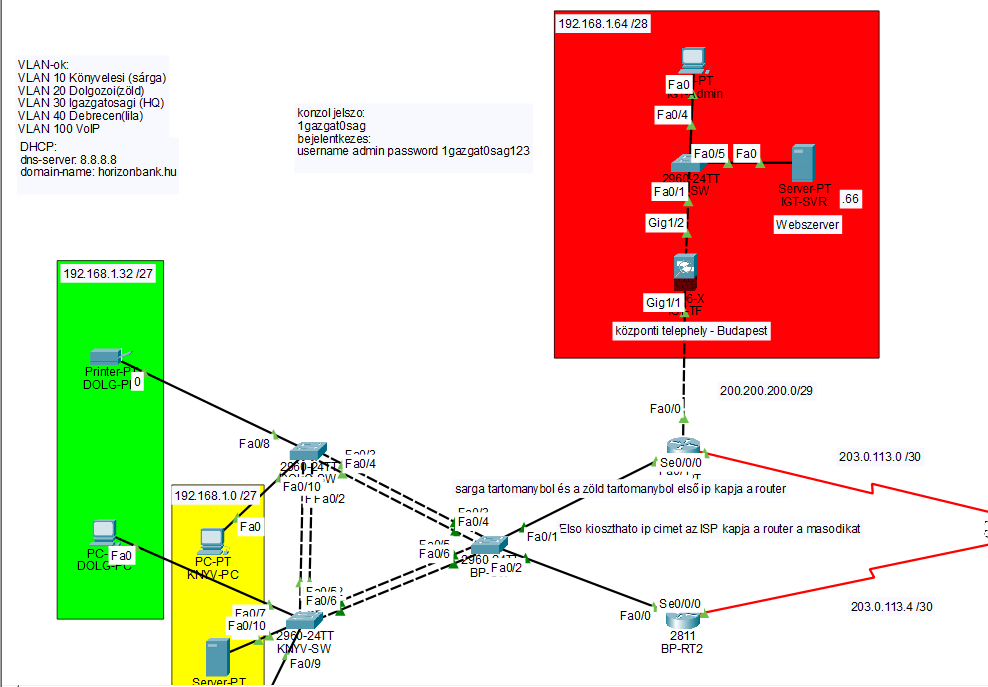 VLAN-ok:
VLAN 10 Könyvelesi (sárga)
VLAN 20 Dolgozoi(zöld)
VLAN 30 Igazgatosagi (HQ)
VLAN 40 Debrecen(lila)
VLAN 100 VoIP
DHCP:
dns-server: 8.8.8.8
domain-name: horizonbank.hu
konzol jelszo:
1gazgat0sag
bejelentkezes:
username admin password 1gazgat0sag123
192.168.1.64 /28
Fa0
Fa0/4
Fa0/5
Fa0
2960-24TT
Fa0/1
Server-PT
IGT-SVR
.66
Webszerver
Gig1/2
Gig1/1
központi telephely - Budapest
200.200.200.0/29
Fa0/0
Se0/0/0
203.0.113.0 /30
192.168.1.32 /27
Printer-PT
0
Fa0/8
Fa0/4
Fa0/10
Fa0/2
192.168.1.0 /27
Fa0
PC-PT
KNYV-PC
Fa0
DOLG-PC
sarga tartomanybol és a zöld tartomanybol első ip kapja a router
Fa0/4
Fa0/1
Elso kioszthato ip cimet az ISP kapja a router a masodikat
Fa0/6
Fa0/2
Fa0/6
Fa0/7
Fa0/10
2960-24TT
KNYV-SW
Fa0/9
Server-PT
Se0/0/0
Fa0/0
2811
BP-RT2
203.0.113.4 /30